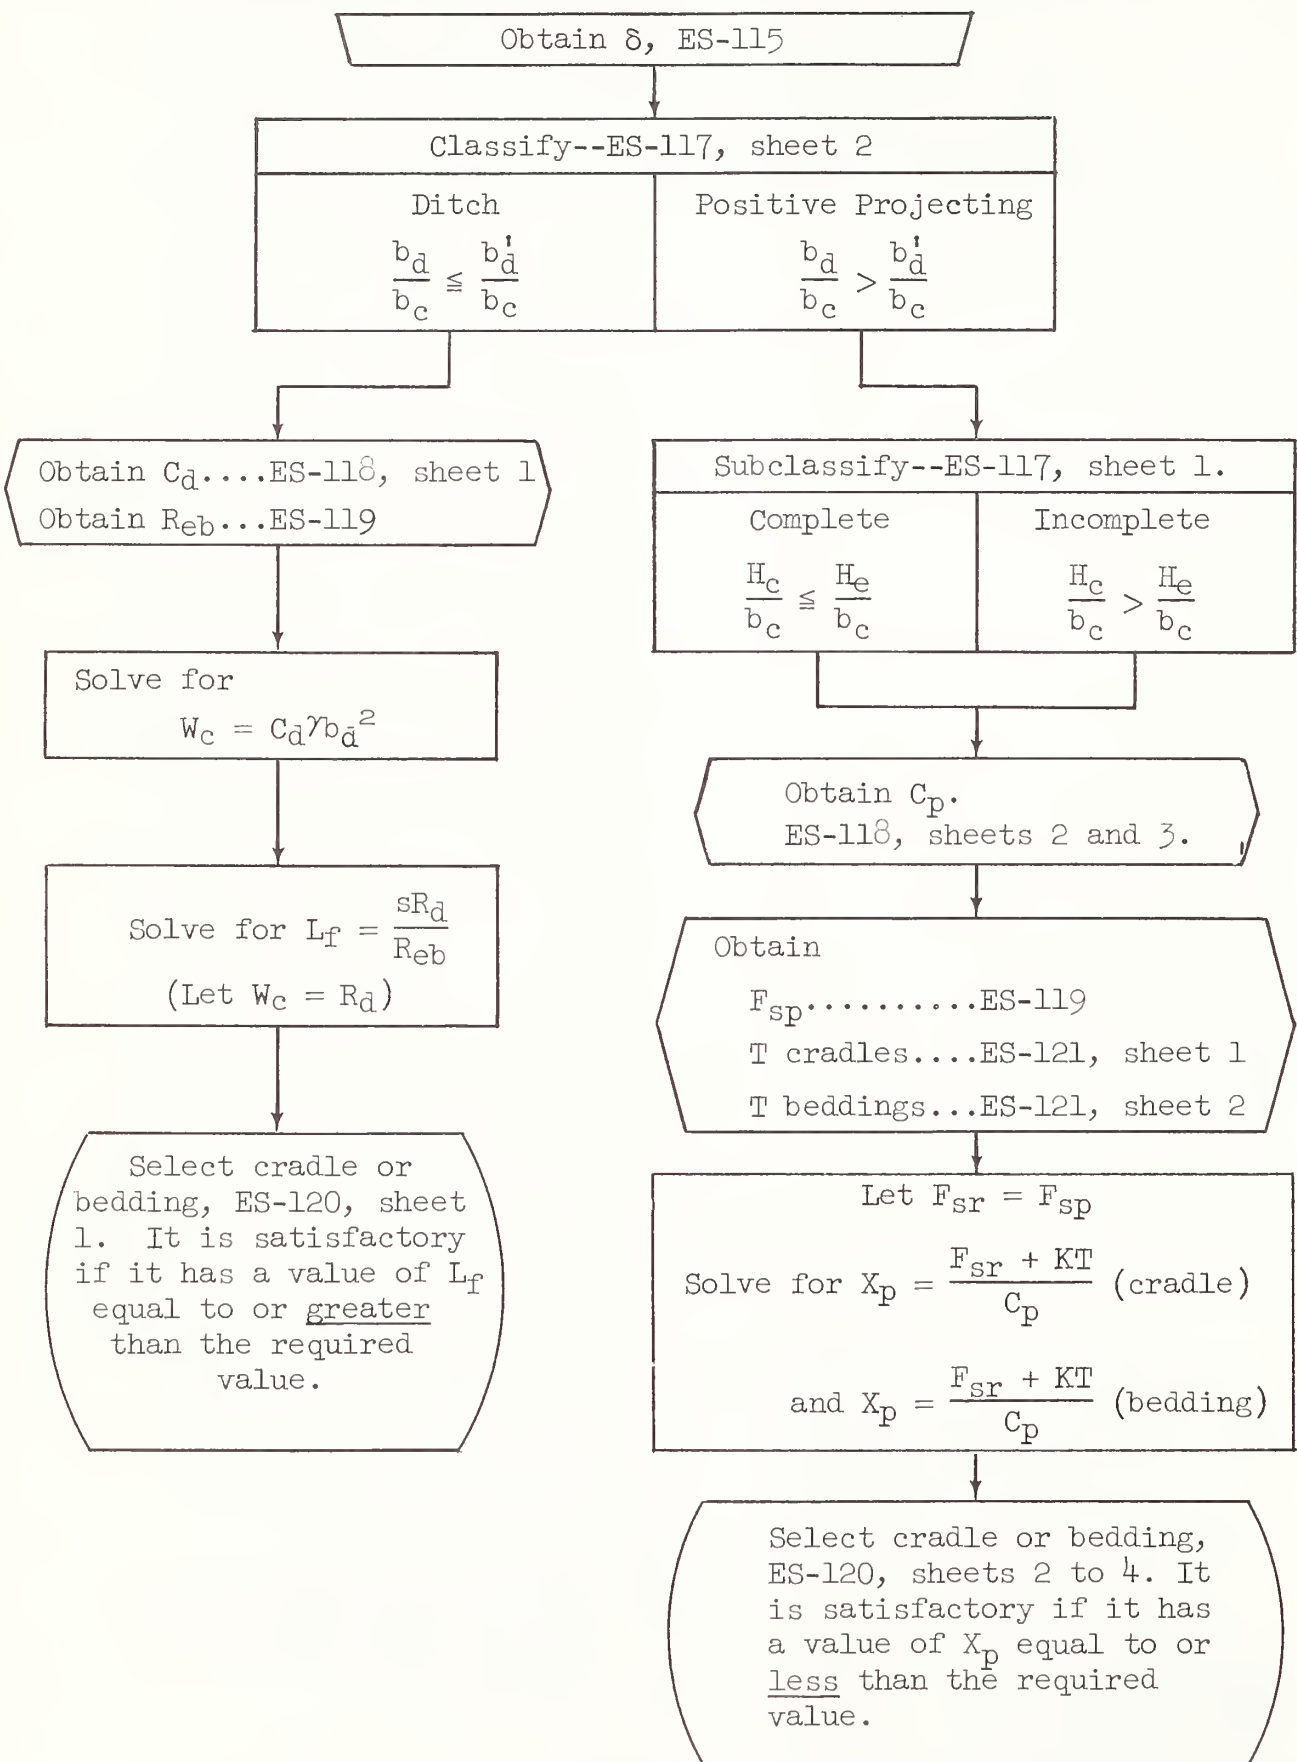 Obtain δ, ES-115
Classify--ES-117, sheet 2
Ditch
b_d/b_c ≦ b'_d/b_c
Positive Projecting
b_d/b_c > b'_d/b_c
Obtain C_d....ES-118, sheet 1
Obtain R_eb...ES-119
Solve for
W_c = C_d γb_d²
Solve for L_f = sR_d/R_eb
(Let W_c = R_d)
Select cradle or
bedding, ES-120, sheet
1. It is satisfactory
if it has a value of L_f
equal to or greater
than the required
value.
Subclassify--ES-117, sheet 1.
Complete
H_c/b_c ≦ H_e/b_c
Incomplete
H_c/b_c > H_e/b_c
Obtain C_p.
ES-118, sheets 2 and 3.
Obtain
F_sp..........ES-119
T cradles....ES-121, sheet 1
T beddings...ES-121, sheet 2
Let F_sr = F_sp
Solve for X_p = (F_sr + KT)/C_p (cradle)
and X_p = (F_sr + KT)/C_p (bedding)
Select cradle or bedding,
ES-120, sheets 2 to 4. It
is satisfactory if it has
a value of X_p equal to or
less than the required
value.